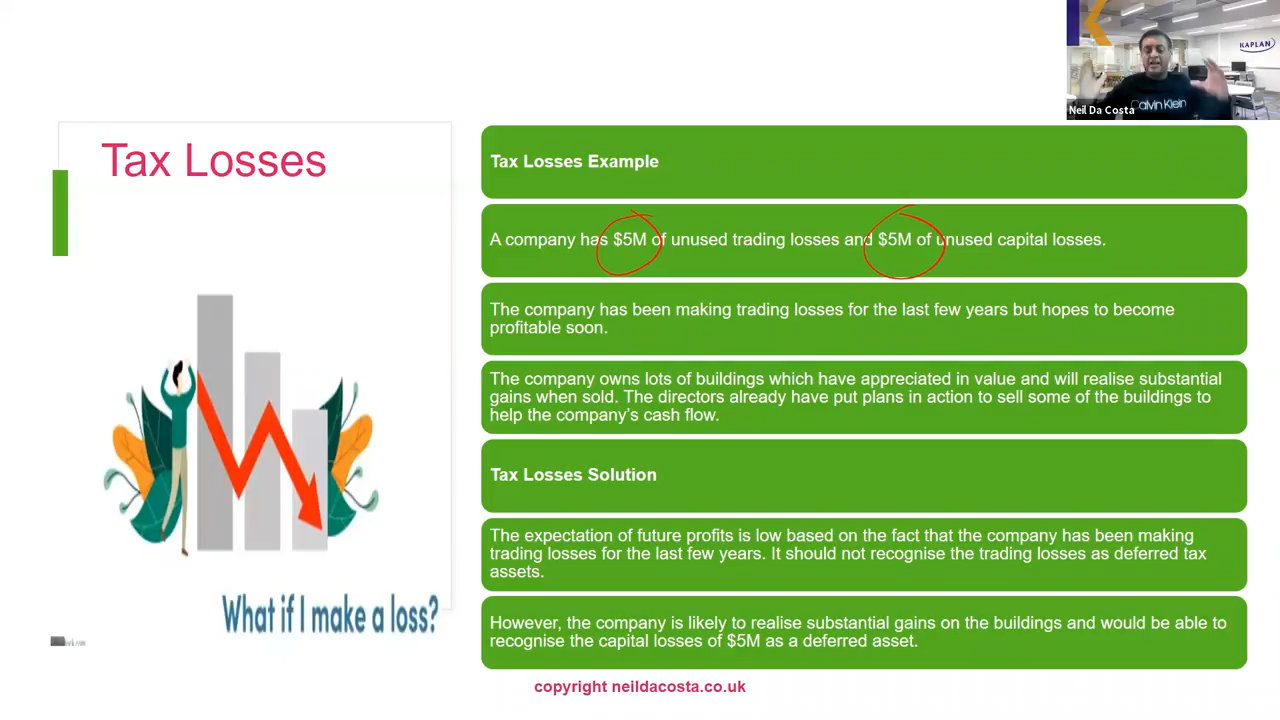 KAPLAN
Calvin Klein
Neil Da Costa
Tax Losses
What if I make a loss?
Tax Losses Example
A company has $5M of unused trading losses and $5M of unused capital losses.
The company has been making trading losses for the last few years but hopes to become
profitable soon.
The company owns lots of buildings which have appreciated in value and will realise substantial
gains when sold. The directors already have put plans in action to sell some of the buildings to
help the company's cash flow.
Tax Losses Solution
The expectation of future profits is low based on the fact that the company has been making
trading losses for the last few years. It should not recognise the trading losses as deferred tax
assets.
However, the company is likely to realise substantial gains on the buildings and would be able to
recognise the capital losses of $5M as a deferred asset.
copyright neildacosta.co.uk